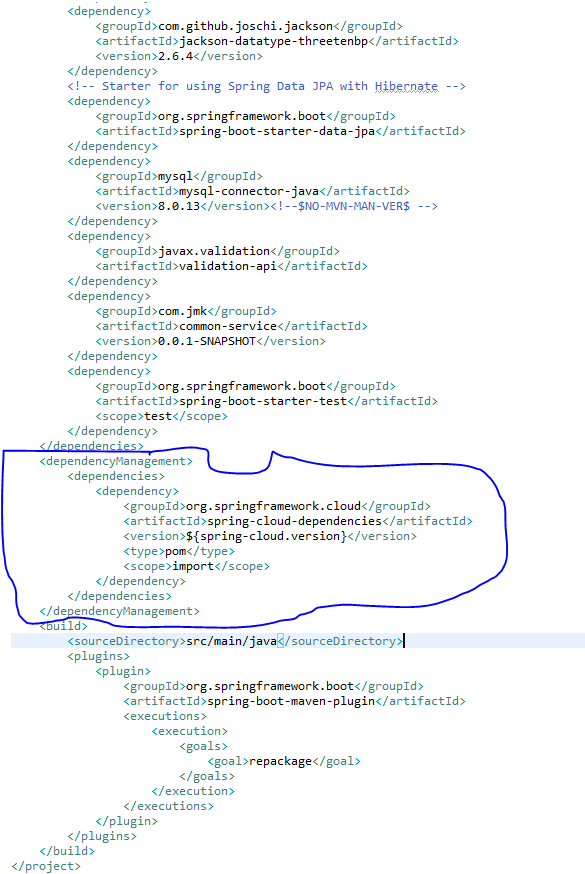 <dependency>
<groupId>com.github.joschi.jackson</groupId>
<artifactId>jackson-datatype-threetenbp</artifactId>
<version>2.6.4</version>
</dependency>
<!-- Starter for using Spring Data JPA with Hibernate -->
<dependency>
<groupId>org.springframework.boot</groupId>
<artifactId>spring-boot-starter-data-jpa</artifactId>
</dependency>
<dependency>
<groupId>mysql</groupId>
<artifactId>mysql-connector-java</artifactId>
<version>8.0.13</version><!--$NO-MVN-MAN-VER$ -->
</dependency>
<dependency>
<groupId>javax.validation</groupId>
<artifactId>validation-api</artifactId>
</dependency>
<dependency>
<groupId>com.jmk</groupId>
<artifactId>common-service</artifactId>
<version>0.0.1-SNAPSHOT</version>
</dependency>
<dependency>
<groupId>org.springframework.boot</groupId>
<artifactId>spring-boot-starter-test</artifactId>
<scope>test</scope>
</dependency>
</dependencies>
<dependencyManagement>
<dependencies>
<dependency>
<groupId>org.springframework.cloud</groupId>
<artifactId>spring-cloud-dependencies</artifactId>
<version>${spring-cloud.version}</version>
<type>pom</type>
<scope>import</scope>
</dependency>
</dependencies>
</dependencyManagement>
<build>
<sourceDirectory>src/main/java</sourceDirectory>
<plugins>
<plugin>
<groupId>org.springframework.boot</groupId>
<artifactId>spring-boot-maven-plugin</artifactId>
<executions>
<execution>
<goals>
<goal>repackage</goal>
</goals>
</execution>
</executions>
</plugin>
</plugins>
</build>
</project>